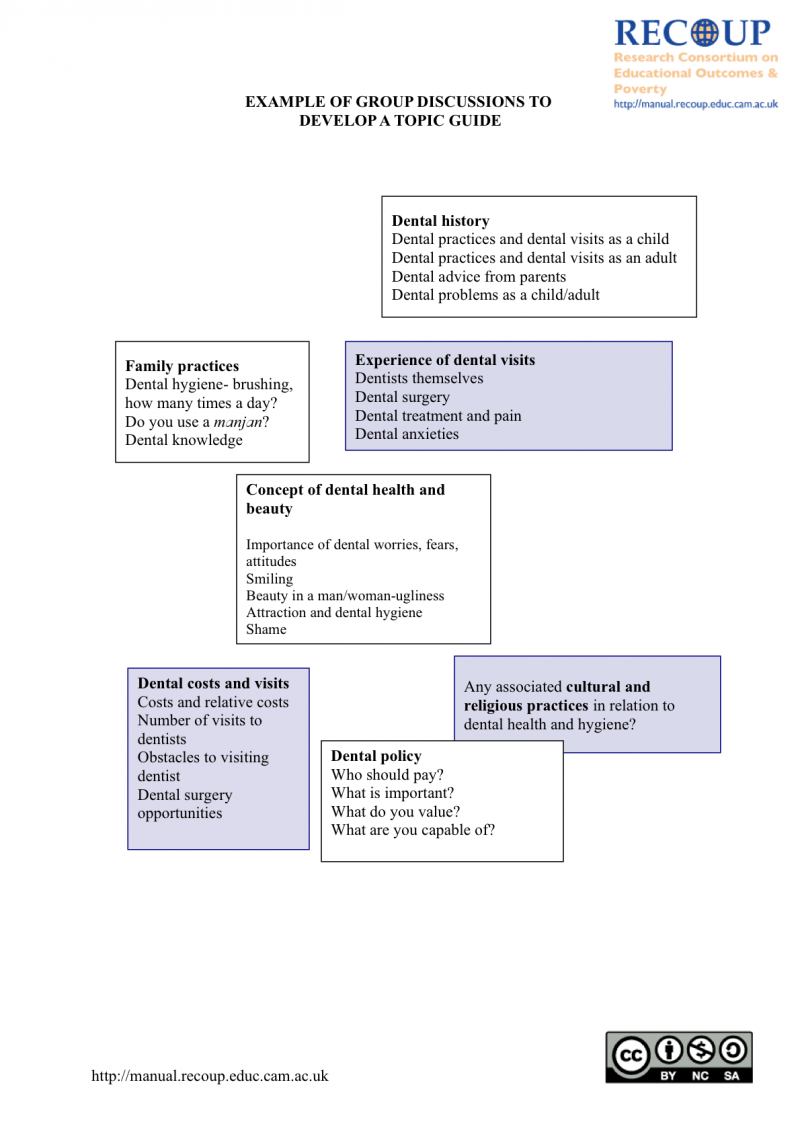 RECOUP
Research Consortium on
Educational Outcomes &
Poverty
http://manual.recoup.educ.cam.ac.uk
EXAMPLE OF GROUP DISCUSSIONS TO
DEVELOP A TOPIC GUIDE
Dental history
Dental practices and dental visits as a child
Dental practices and dental visits as an adult
Dental advice from parents
Dental problems as a child/adult
Family practices
Dental hygiene- brushing,
how many times a day?
Do you use a mɔnjɔn?
Dental knowledge
Experience of dental visits
Dentists themselves
Dental surgery
Dental treatment and pain
Dental anxieties
Concept of dental health and
beauty
Importance of dental worries, fears,
attitudes
Smiling
Beauty in a man/woman-ugliness
Attraction and dental hygiene
Shame
Dental costs and visits
Costs and relative costs
Number of visits to
dentists
Obstacles to visiting
dentist
Dental surgery
opportunities
Any associated cultural and
religious practices in relation to
dental health and hygiene?
Dental policy
Who should pay?
What is important?
What do you value?
What are you capable of?
http://manual.recoup.educ.cam.ac.uk
cc
BY NC SA